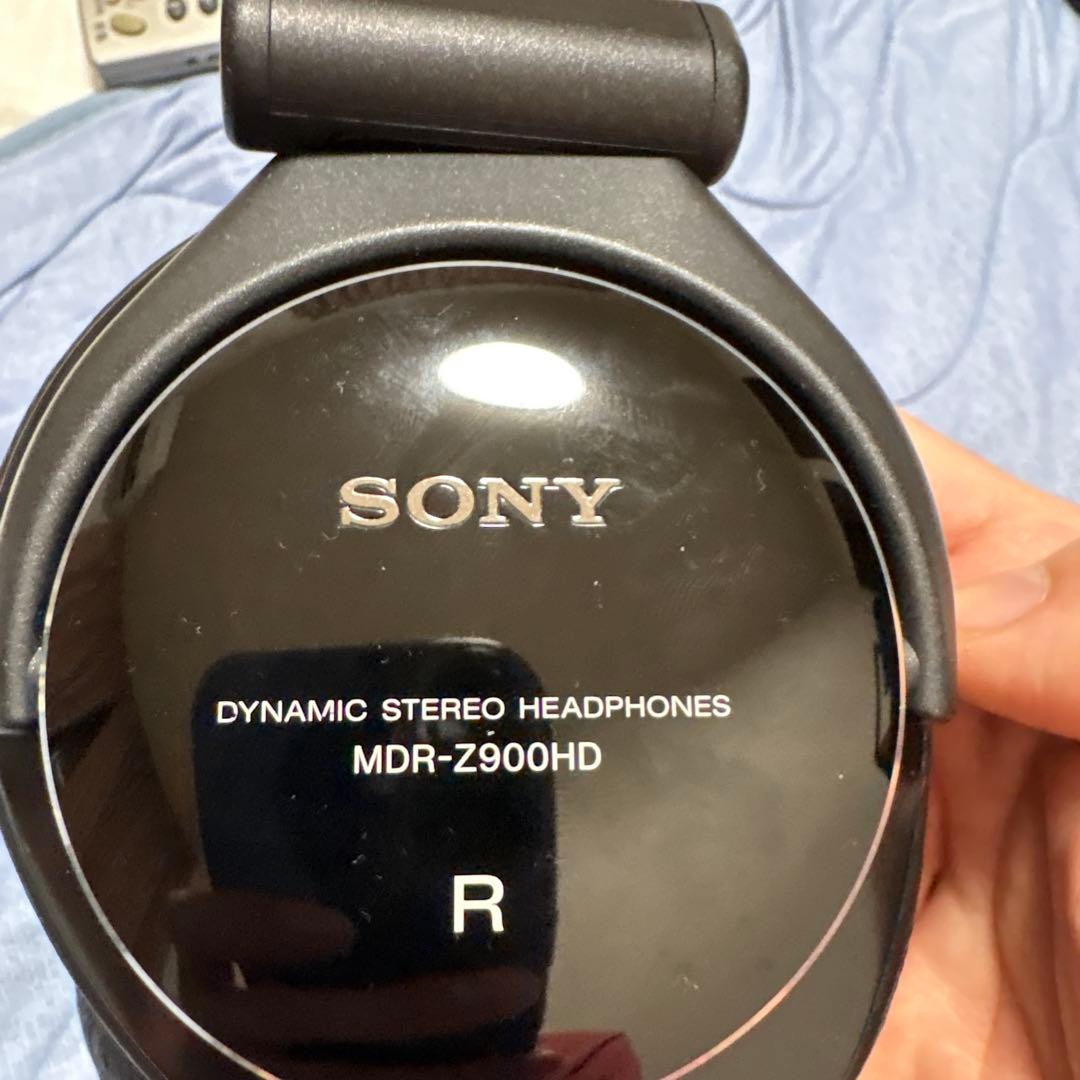 SONY
DYNAMIC STEREO HEADPHONES
MDR-Z900HD
R